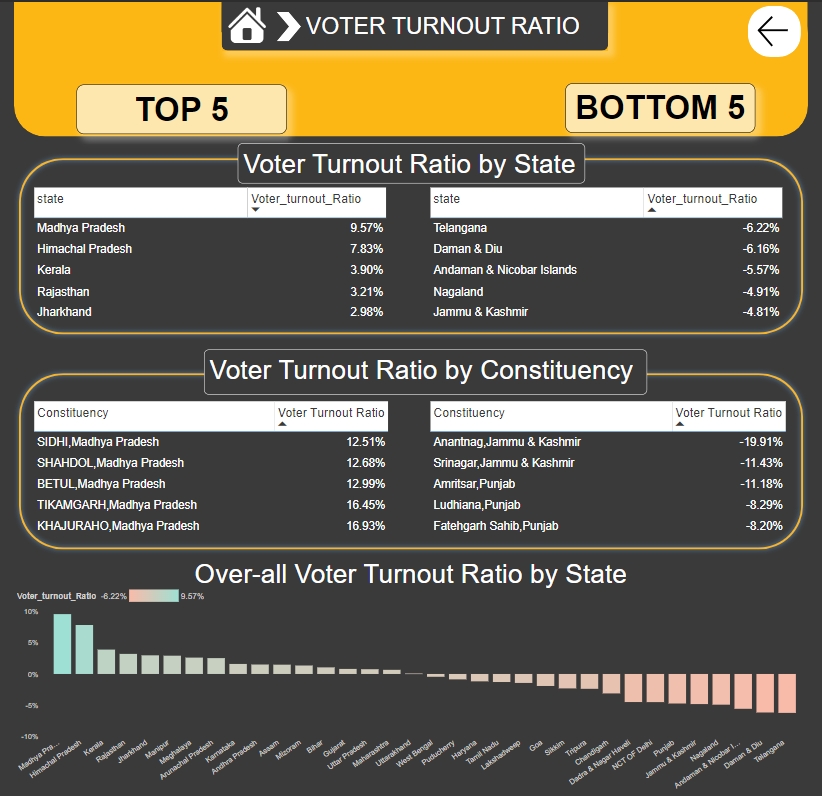 VOTER TURNOUT RATIO
TOP 5
BOTTOM 5
Voter Turnout Ratio by State
state Voter_turnout_Ratio
Madhya Pradesh 9.57%
Himachal Pradesh 7.83%
Kerala 3.90%
Rajasthan 3.21%
Jharkhand 2.98%
state Voter_turnout_Ratio
Telangana -6.22%
Daman & Diu -6.16%
Andaman & Nicobar Islands -5.57%
Nagaland -4.91%
Jammu & Kashmir -4.81%
Voter Turnout Ratio by Constituency
Constituency Voter Turnout Ratio
SIDHI,Madhya Pradesh 12.51%
SHAHDOL,Madhya Pradesh 12.68%
BETUL,Madhya Pradesh 12.99%
TIKAMGARH,Madhya Pradesh 16.45%
KHAJURAHO,Madhya Pradesh 16.93%
Constituency Voter Turnout Ratio
Anantnag,Jammu & Kashmir -19.91%
Srinagar,Jammu & Kashmir -11.43%
Amritsar,Punjab -11.18%
Ludhiana,Punjab -8.29%
Fatehgarh Sahib,Punjab -8.20%
Over-all Voter Turnout Ratio by State
Voter_turnout_Ratio -6.22% 9.57%
10%
5%
0%
-5%
-10%
Madhya Pra...
Himachal Pradesh
Kerala
Rajasthan
Jharkhand
Manipur
Meghalaya
Arunachal Pradesh
Karnataka
Andhra Pradesh
Assam
Mizoram
Bihar
Gujarat
Uttar Pradesh
Maharashtra
Uttarakhand
West Bengal
Puducherry
Haryana
Tamil Nadu
Lakshadweep
Goa
Sikkim
Tripura
Chandigarh
Dadra & Nagar Haveli
NCT OF Delhi
Punjab
Jammu & Kashmir
Nagaland
Andaman & Nicobar I...
Daman & Diu
Telangana